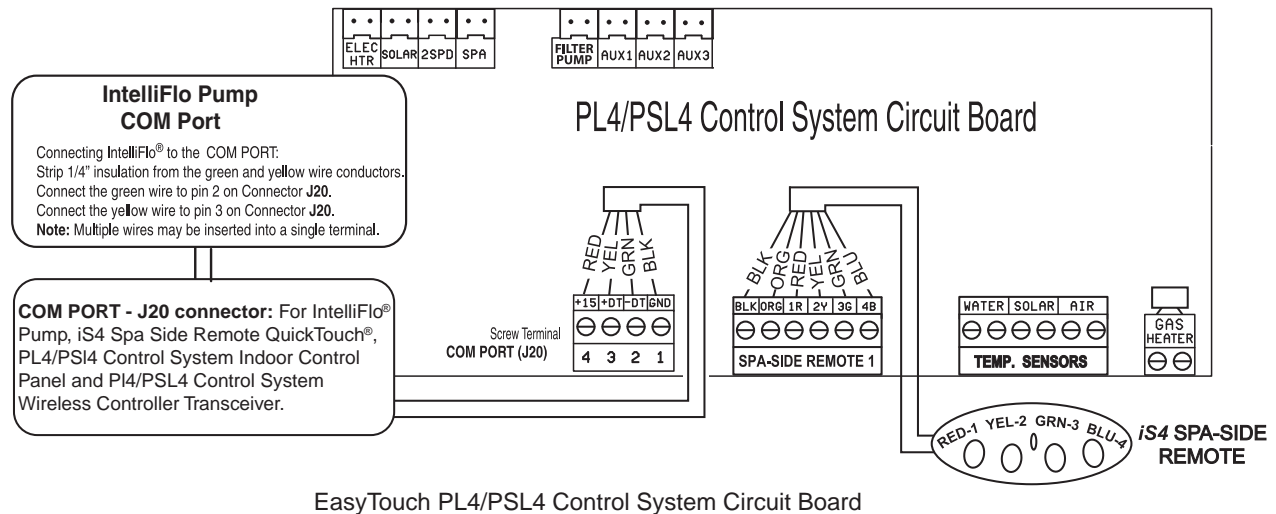 ELEC HTR SOLAR 2SPD SPA
FILTER PUMP AUX1 AUX2 AUX3
IntelliFlo Pump
COM Port
Connecting IntelliFlo® to the COM PORT:
Strip 1/4" insulation from the green and yellow wire conductors.
Connect the green wire to pin 2 on Connector J20.
Connect the yellow wire to pin 3 on Connector J20.
Note: Multiple wires may be inserted into a single terminal.
PL4/PSL4 Control System Circuit Board
COM PORT - J20 connector: For IntelliFlo®
Pump, iS4 Spa Side Remote QuickTouch®,
PL4/PSl4 Control System Indoor Control
Panel and Pl4/PSL4 Control System
Wireless Controller Transceiver.
RED YEL GRN BLK
+15 +DT -DT GND
Screw Terminal
COM PORT (J20)
4 3 2 1
BLK ORG RED YEL GRN BLU
BLK ORG 1R 2Y 3G 4B
SPA-SIDE REMOTE 1
WATER SOLAR AIR
TEMP. SENSORS
GAS
HEATER
RED-1 YEL-2 GRN-3 BLU-4
iS4 SPA-SIDE
REMOTE
EasyTouch PL4/PSL4 Control System Circuit Board